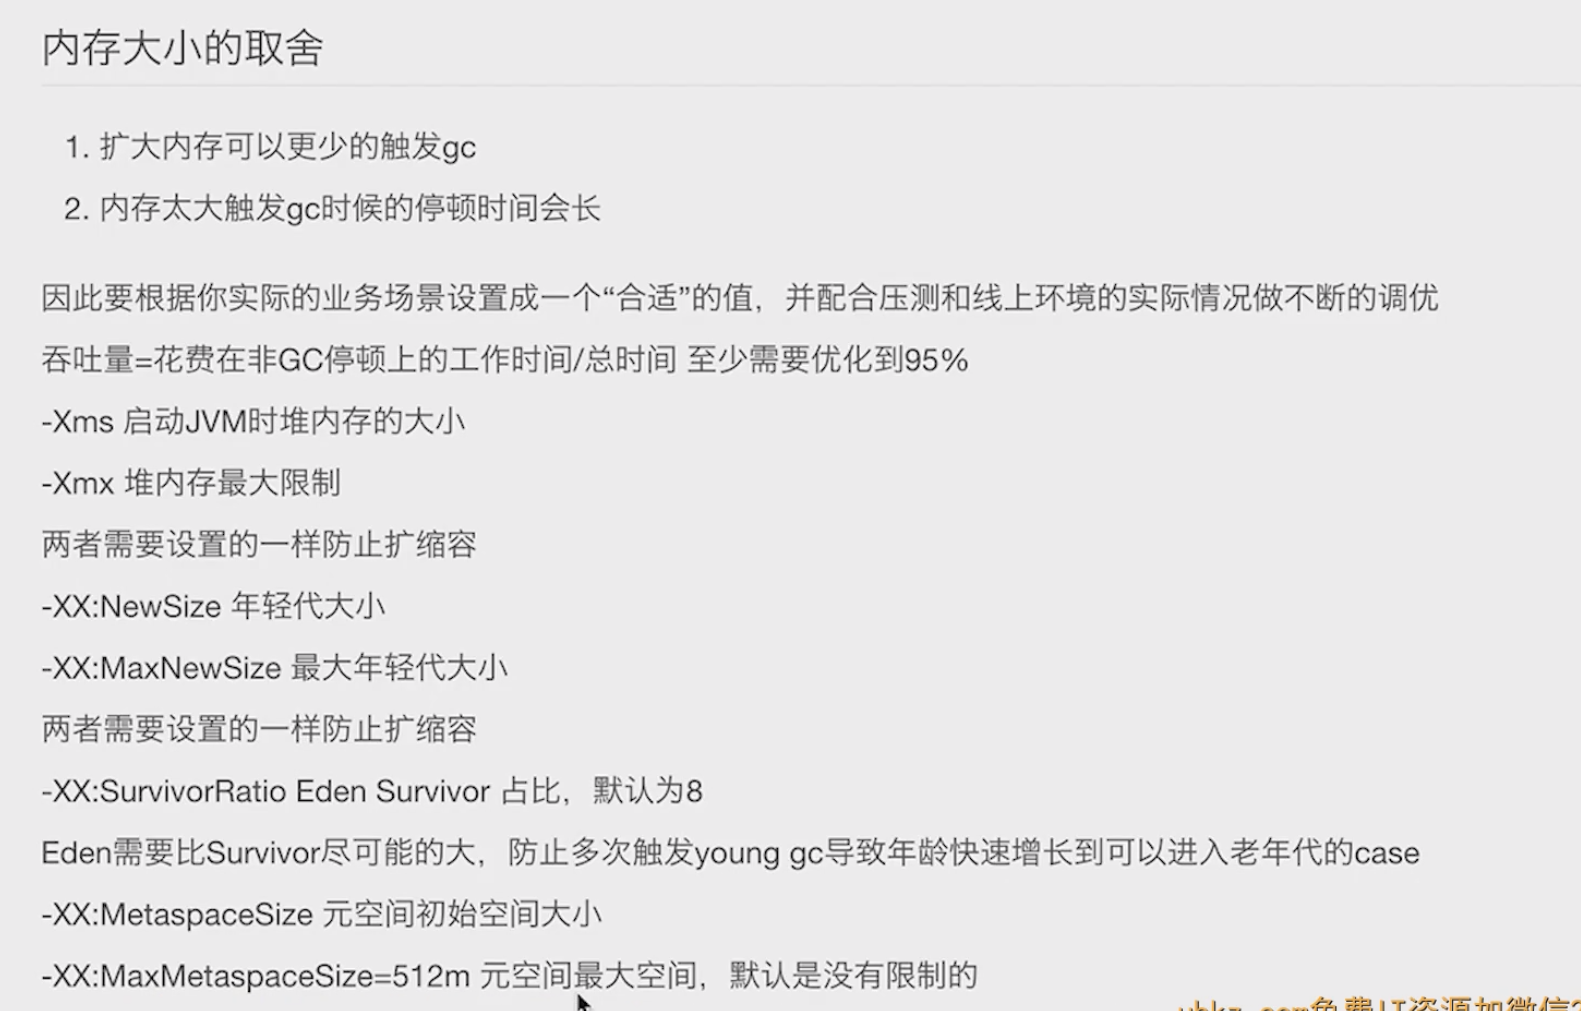 内存大小的取舍
1. 扩大内存可以更少的触发gc
2. 内存太大触发gc时候的停顿时间会长
因此要根据你实际的业务场景设置成一个“合适”的值，并配合压测和线上环境的实际情况做不断的调优
吞吐量=花费在非GC停顿上的工作时间/总时间 至少需要优化到95%
-Xms 启动JVM时堆内存的大小
-Xmx 堆内存最大限制
两者需要设置的一样防止扩缩容
-XX:NewSize 年轻代大小
-XX:MaxNewSize 最大年轻代大小
两者需要设置的一样防止扩缩容
-XX:SurvivorRatio Eden Survivor 占比，默认为8
Eden需要比Survivor尽可能的大，防止多次触发young gc导致年龄快速增长到可以进入老年代的case
-XX:MetaspaceSize 元空间初始空间大小
-XX:MaxMetaspaceSize=512m 元空间最大空间，默认是没有限制的
免费IT资源加微信